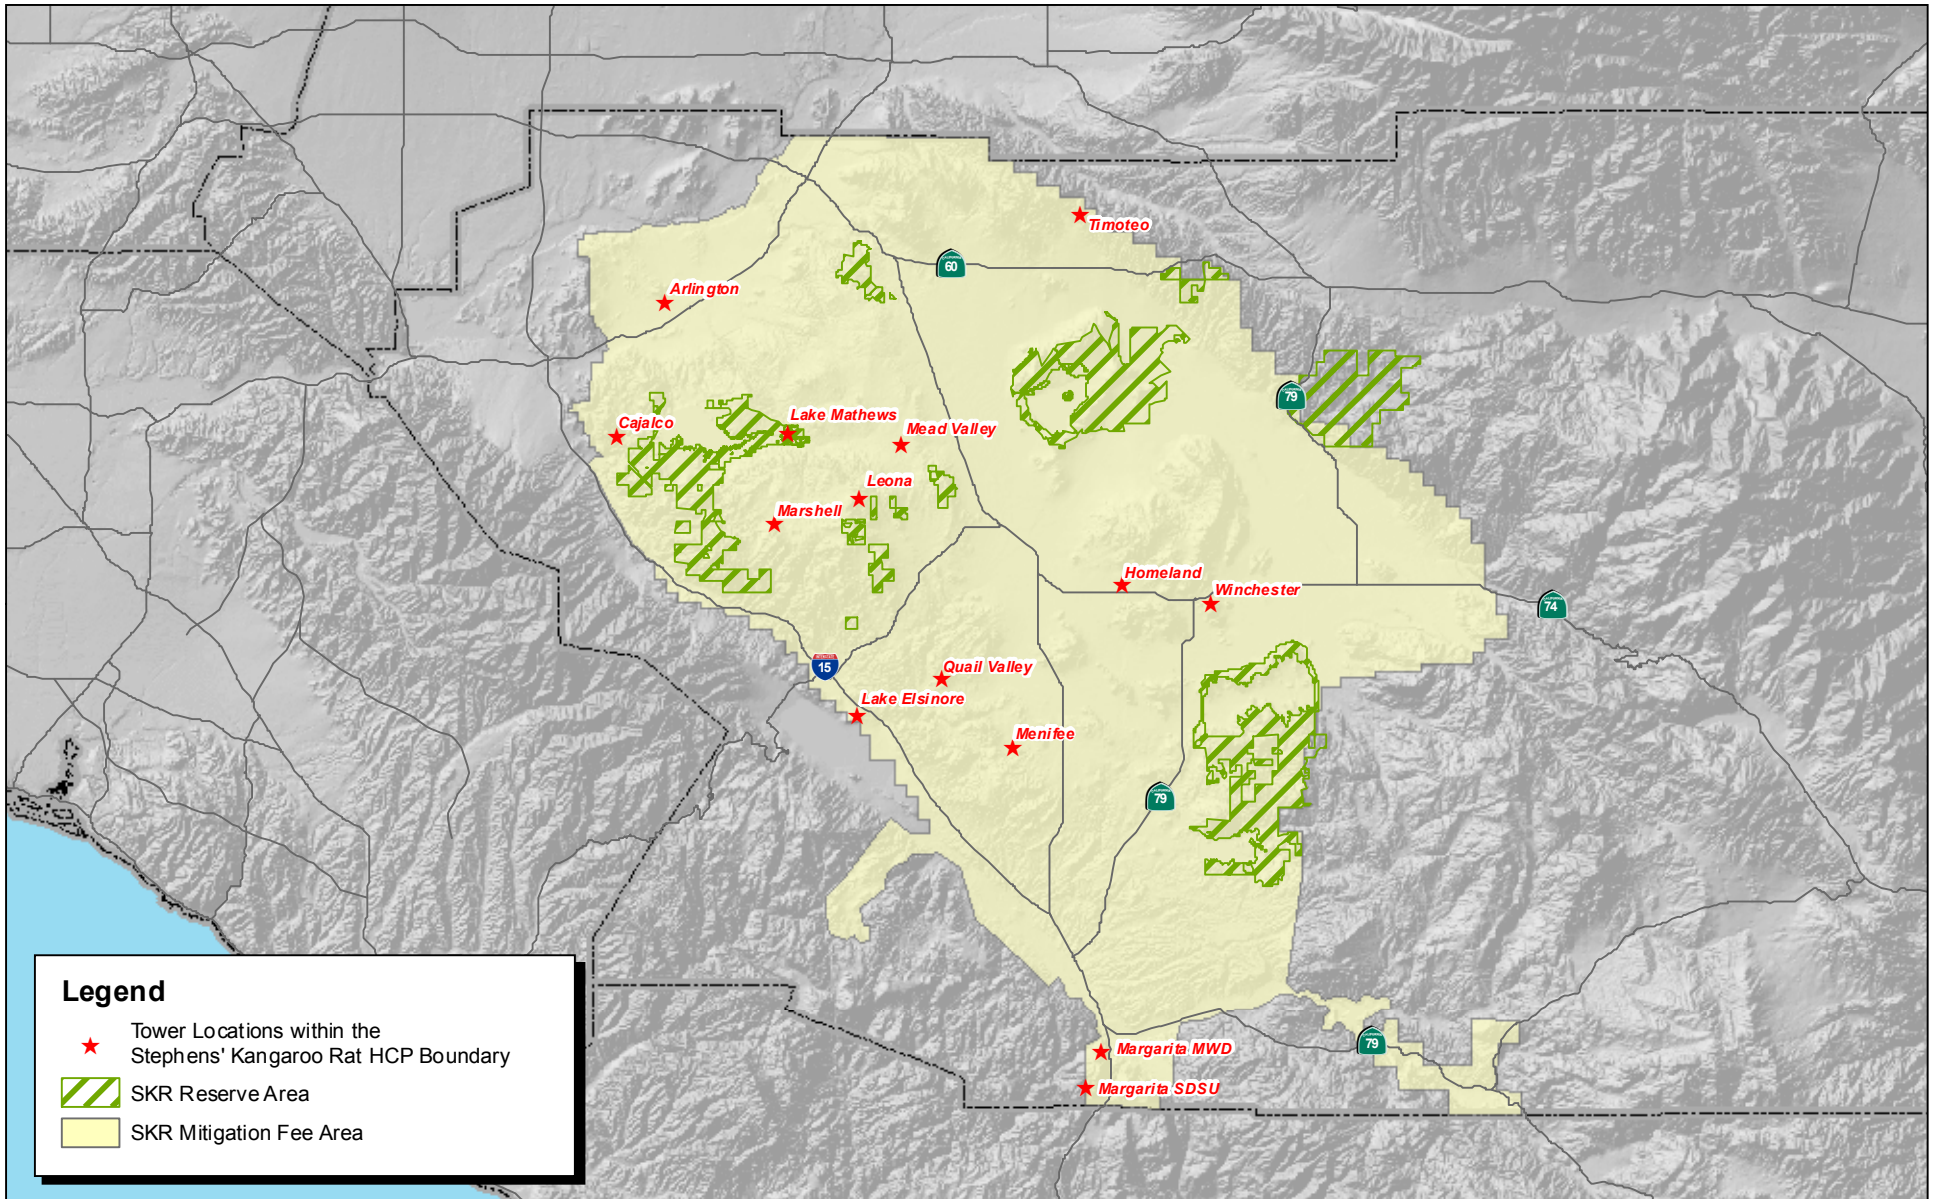 Timoteo
60
Arlington
79
Lake Mathews
Cajalco
Mead Valley
Leona
Marshell
Homeland
Winchester
74
15
Quail Valley
Lake Elsinore
Menifee
79
79
Margarita MWD
Margarita SDSU
Legend
Tower Locations within the
Stephens' Kangaroo Rat HCP Boundary
SKR Reserve Area
SKR Mitigation Fee Area